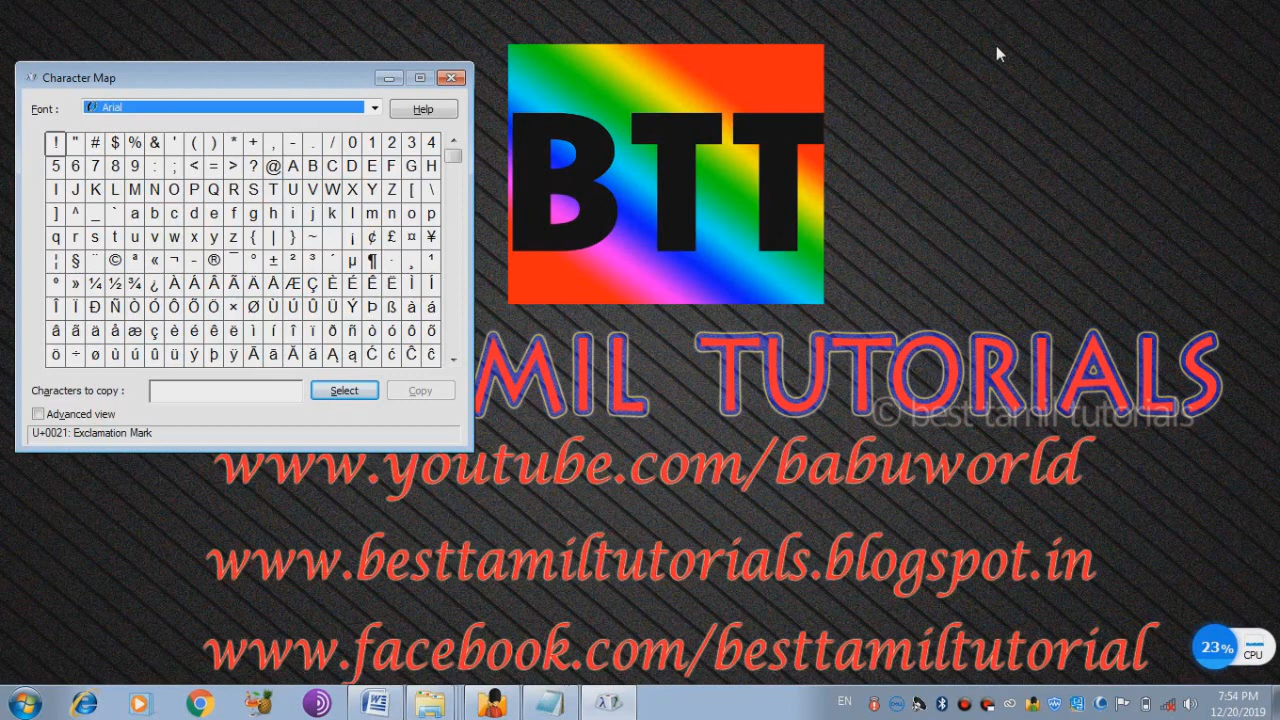 Character Map
Font : Arial Help
! " # $ % & ' ( ) * + , - . / 0 1 2 3 4
5 6 7 8 9 : ; < = > ? @ A B C D E F G H
I J K L M N O P Q R S T U V W X Y Z [ \
] ^ _ ` a b c d e f g h i j k l m n o p
q r s t u v w x y z { | } ~ ¡ ¢ £ ¤ ¥
¦ § ¨ © ª « ¬ - ® ¯ ° ± ² ³ ´ µ ¶ · ¸ ¹
º » ¼ ½ ¾ ¿ À Á Â Ã Ä Å Æ Ç È É Ê Ë Ì Í
Î Ï Ð Ñ Ò Ó Ô Õ Ö × Ø Ù Ú Û Ü Ý Þ ß à á
â ã ä å æ ç è é ê ë ì í î ï ð ñ ò ó ô õ
ö ÷ ø ù ú û ü ý þ ÿ Ā ā Ă ă Ą ą Ć ć Ĉ ĉ
Characters to copy : Select Copy
Advanced view
U+0021: Exclamation Mark
BTT
MIL TUTORIALS
© best tamil tutorials
www.youtube.com/babuworld
www.besttamiltutorials.blogspot.in
www.facebook.com/besttamiltutorial
23% CPU
EN
7:54 PM
12/20/2019